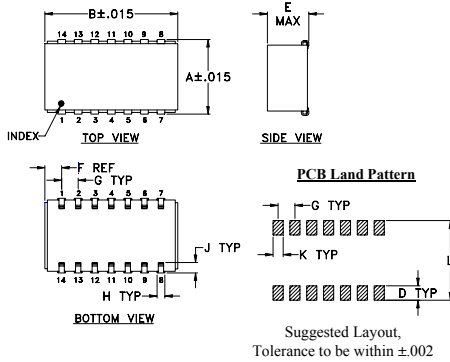 B±.015
E
MAX
14 13 12 11 10 9 8
A±.015
INDEX
1 2 3 4 5 6 7
TOP VIEW
SIDE VIEW
F REF
G TYP
1 2 3 4 5 6 7
J TYP
14 13 12 11 10 9 8
H TYP
BOTTOM VIEW
PCB Land Pattern
G TYP
K TYP
L
D TYP
Suggested Layout,
Tolerance to be within ±.002